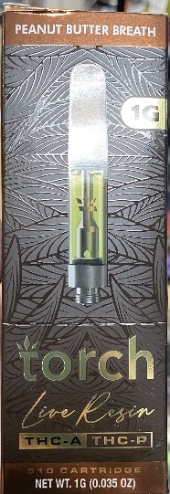 PEANUT BUTTER BREATH
1G
torch
Live Resin
THC-A THC-P
510 CARTRIDGE
NET WT. 1G (0.035 OZ)